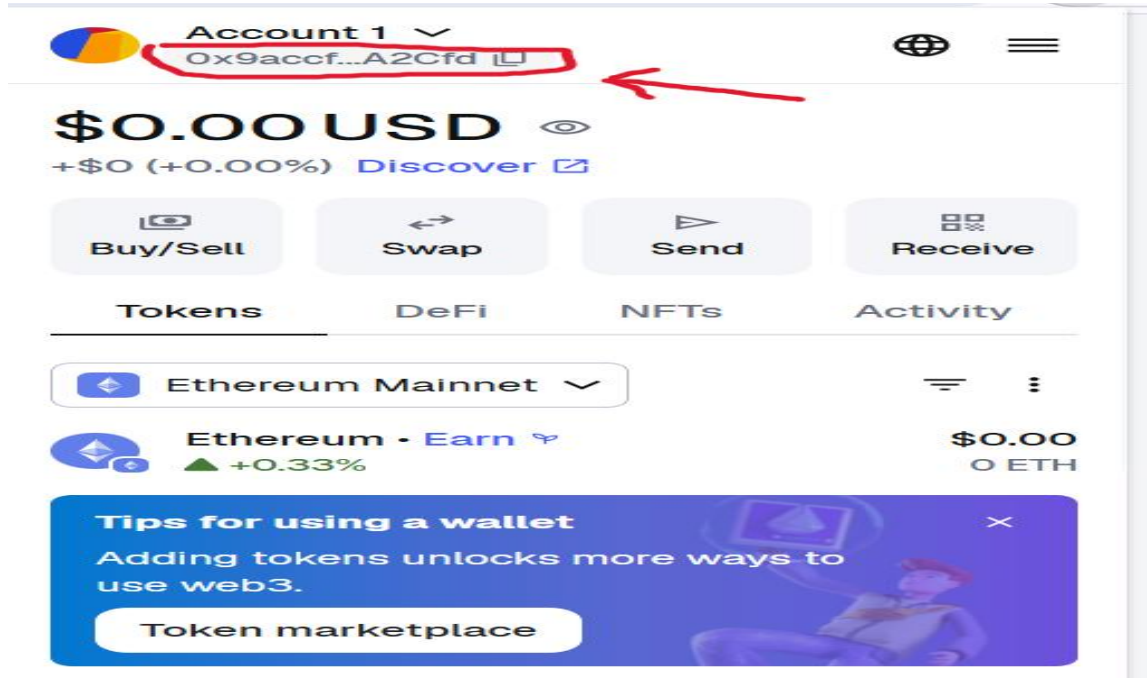 Account 1
0x9accf...A2Cfd
$0.00 USD
+$0 (+0.00%) Discover
Buy/Sell Swap Send Receive
Tokens DeFi NFTs Activity
Ethereum Mainnet
Ethereum • Earn $0.00
+0.33% 0 ETH
Tips for using a wallet
Adding tokens unlocks more ways to
use web3.
Token marketplace